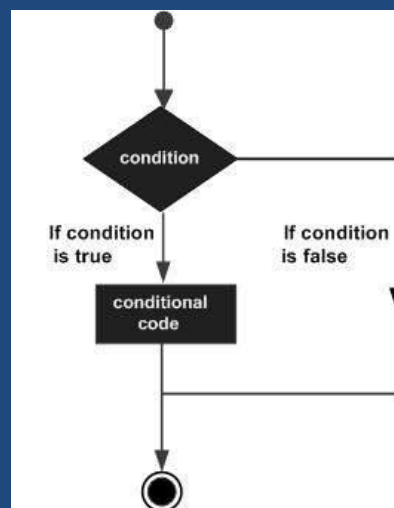 condition
If condition
is true
If condition
is false
conditional
code